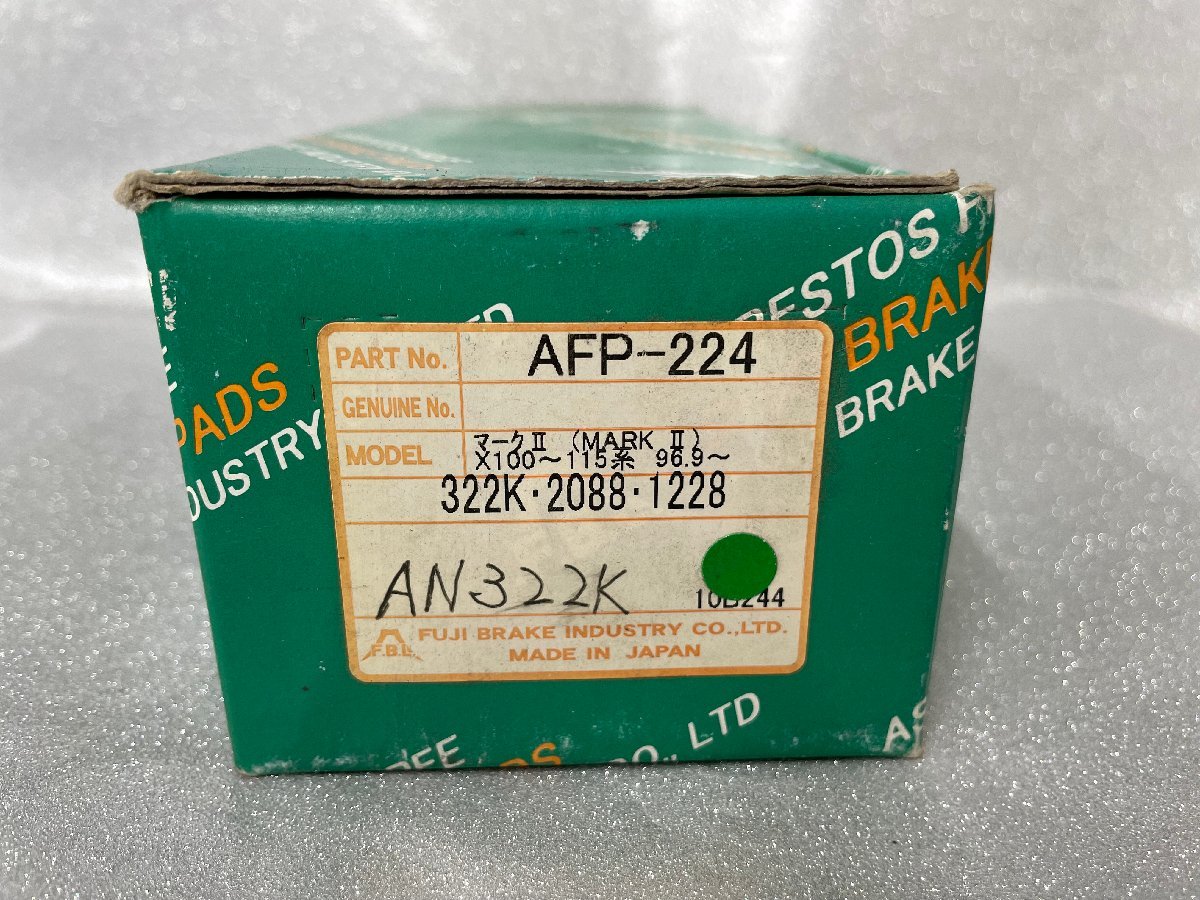 BESTOS F
BRAKE
BRAKE
PADS
DUSTRY
LTD
PART No. AFP-224
GENUINE No.
MODEL マークⅡ (MARK Ⅱ)
X100～115系 96.9～
322K・2088・1228
AN322K
244
F.B.I. FUJI BRAKE INDUSTRY CO.,LTD.
MADE IN JAPAN
CO., LTD